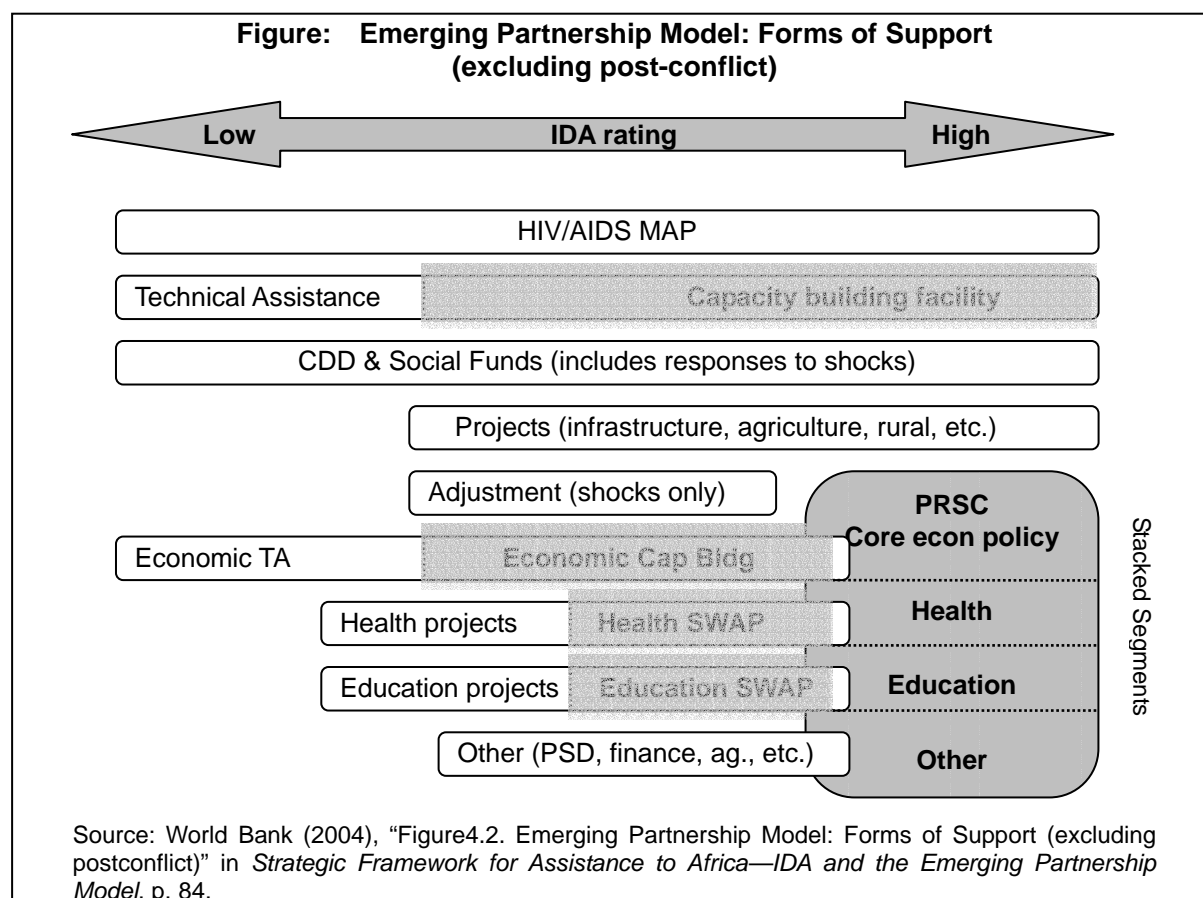 Figure: Emerging Partnership Model: Forms of Support
(excluding post-conflict)
Low IDA rating High
HIV/AIDS MAP
Technical Assistance Capacity building facility
CDD & Social Funds (includes responses to shocks)
Projects (infrastructure, agriculture, rural, etc.)
Adjustment (shocks only)
PRSC
Core econ policy
Economic TA Economic Cap Bldg
Health projects Health SWAP Health
Education projects Education SWAP Education
Other (PSD, finance, ag., etc.) Other
Stacked Segments
Source: World Bank (2004), “Figure4.2. Emerging Partnership Model: Forms of Support (excluding
postconflict)” in Strategic Framework for Assistance to Africa—IDA and the Emerging Partnership
Model, p. 84.